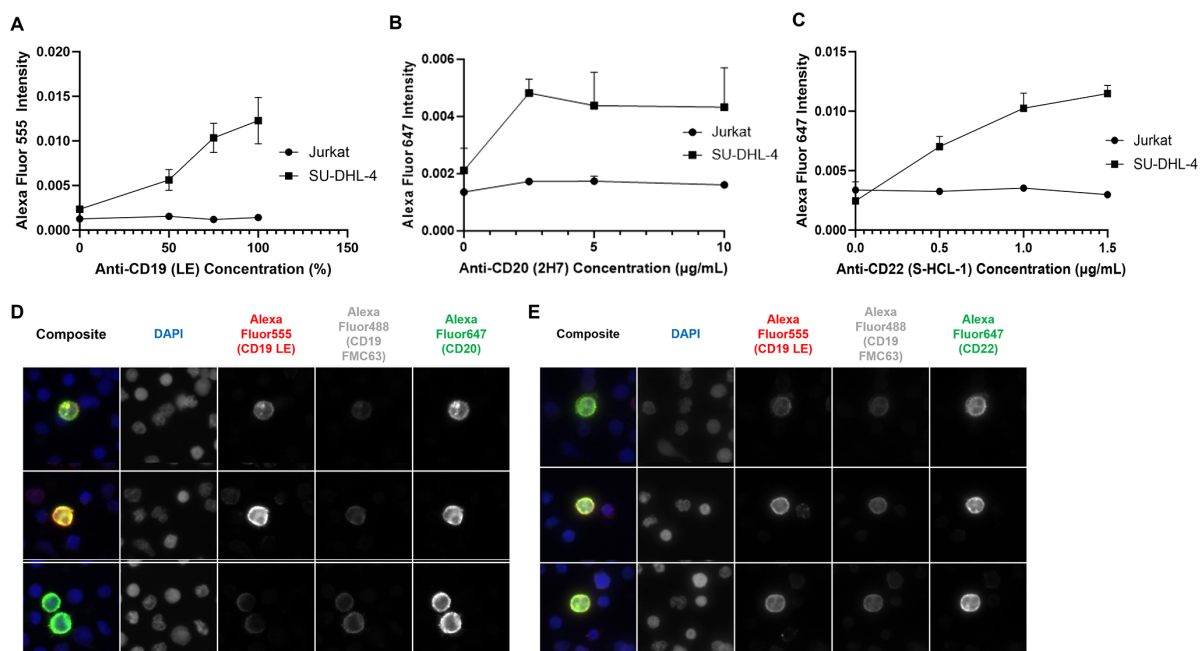 A
Alexa Fluor 555 Intensity
0.020
0.015
0.010
0.005
0.000
0
50
100
150
Jurkat
SU-DHL-4
Anti-CD19 (LE) Concentration (%)
B
Alexa Fluor 647 Intensity
0.006
0.004
0.002
0.000
0
5
10
Jurkat
SU-DHL-4
Anti-CD20 (2H7) Concentration (µg/mL)
C
Alexa Fluor 647 Intensity
0.015
0.010
0.005
0.000
0.0
0.5
1.0
1.5
Jurkat
SU-DHL-4
Anti-CD22 (S-HCL-1) Concentration (µg/mL)
D
Composite
DAPI
Alexa
Fluor555
(CD19 LE)
Alexa
Fluor488
(CD19
FMC63)
Alexa
Fluor647
(CD20)
E
Composite
DAPI
Alexa
Fluor555
(CD19 LE)
Alexa
Fluor488
(CD19
FMC63)
Alexa
Fluor647
(CD22)